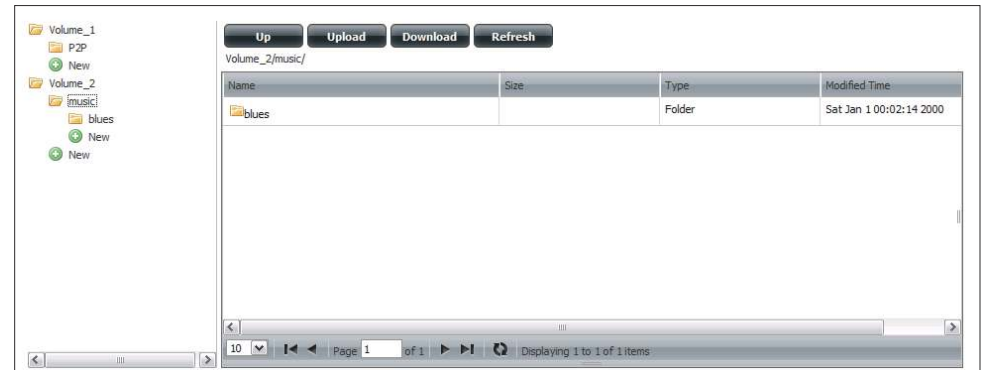 Volume_1
P2P
New
Volume_2
music
blues
New
New
Up Upload Download Refresh
Volume_2/music/
Name Size Type Modified Time
blues Folder Sat Jan 1 00:02:14 2000
10 Page 1 of 1 Displaying 1 to 1 of 1 items